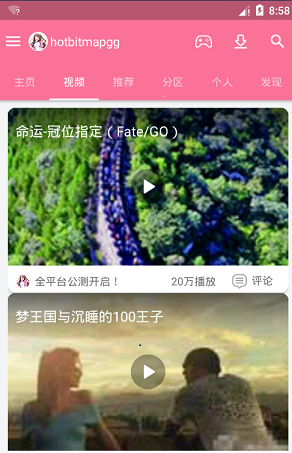 8:58
hotbitmapgg
主页 视频 推荐 分区 个人 发现
命运-冠位指定（Fate/GO）
全平台公测开启！ 20万播放 评论
梦王国与沉睡的100王子